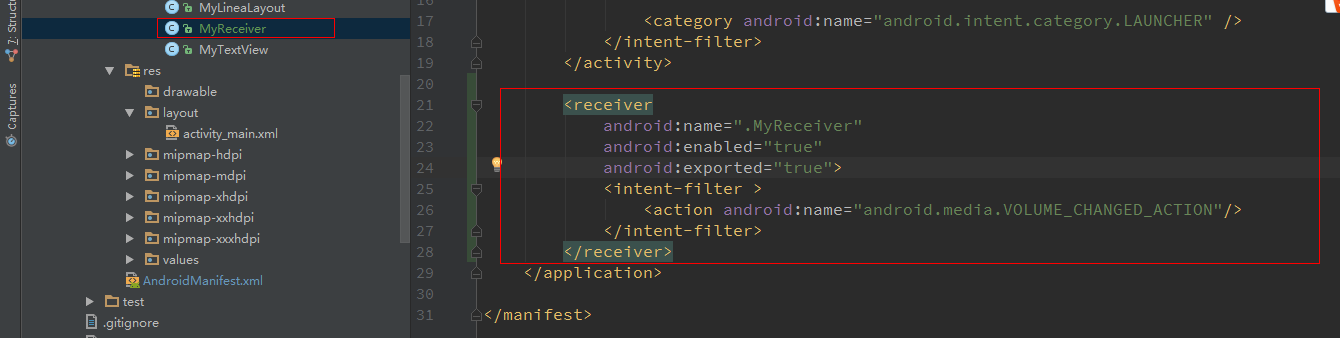 7: Structure
Captures
MyLineaLayout
MyReceiver
MyTextView
res
drawable
layout
activity_main.xml
mipmap-hdpi
mipmap-mdpi
mipmap-xhdpi
mipmap-xxhdpi
mipmap-xxxhdpi
values
AndroidManifest.xml
test
.gitignore
16
17 <category android:name="android.intent.category.LAUNCHER" />
18 </intent-filter>
19 </activity>
20
21 <receiver
22 android:name=".MyReceiver"
23 android:enabled="true"
24 android:exported="true">
25 <intent-filter >
26 <action android:name="android.media.VOLUME_CHANGED_ACTION"/>
27 </intent-filter>
28 </receiver>
29 </application>
30
31 </manifest>